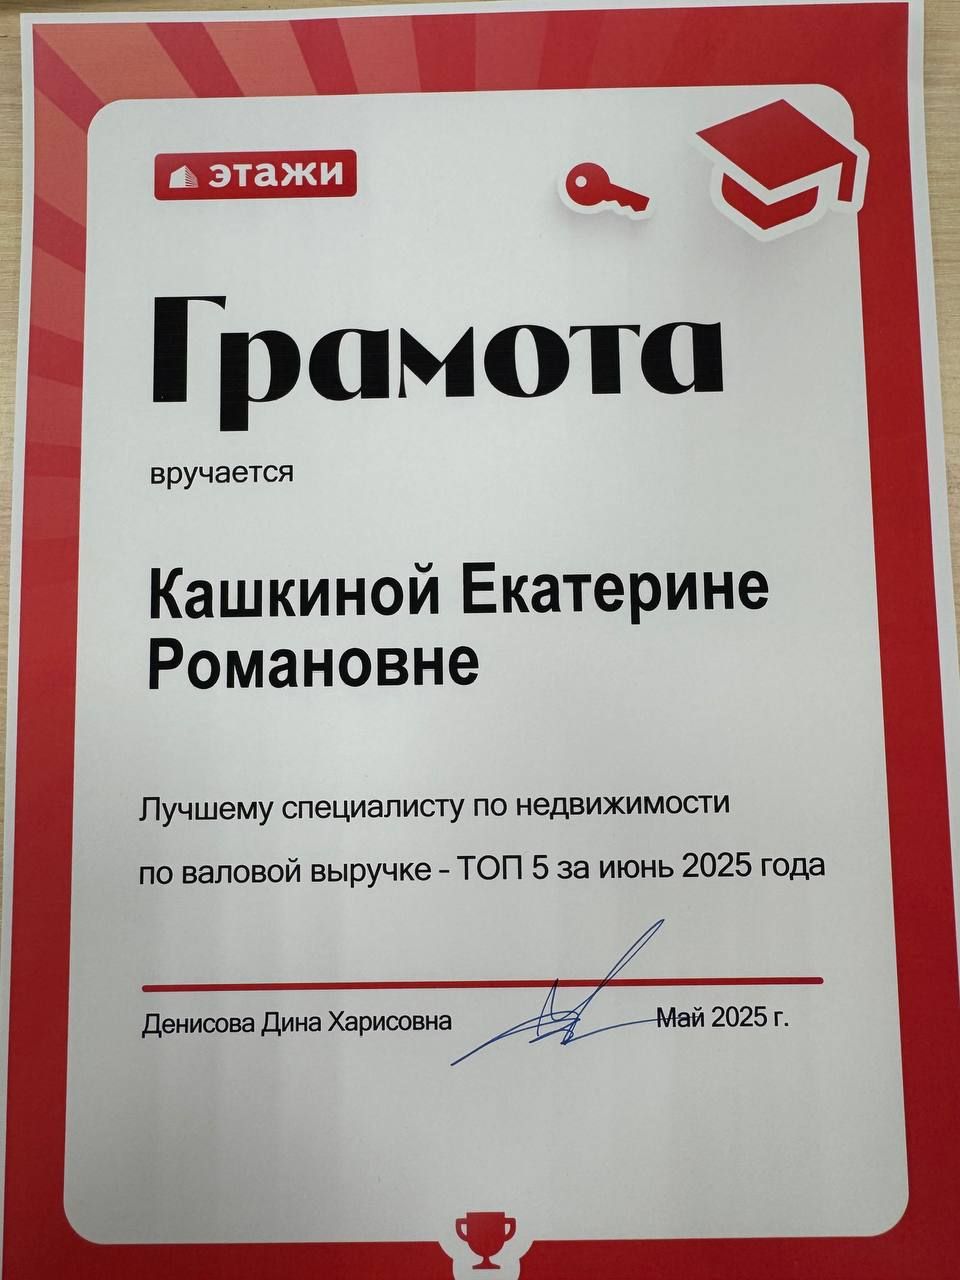 этажи
Грамота
вручается
Кашкиной Екатерине
Романовне
Лучшему специалисту по недвижимости
по валовой выручке - ТОП 5 за июнь 2025 года
Денисова Дина Харисовна
Май 2025 г.